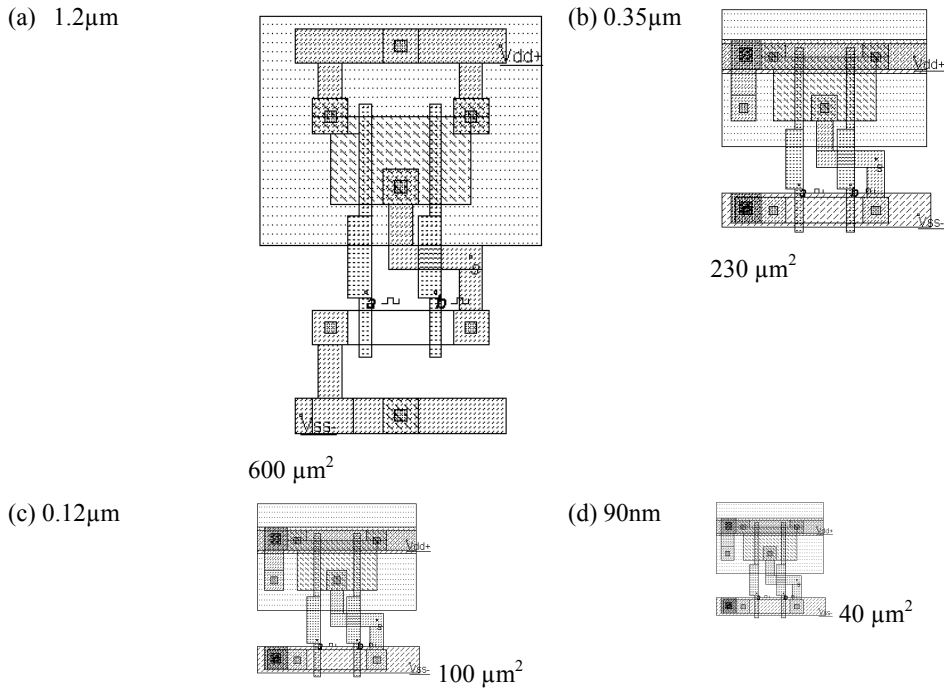 (a) 1.2µm
Vdd+
s
a b
Vss-
600 µm²
(b) 0.35µm
Vdd+
s
a b
Vss-
230 µm²
(c) 0.12µm
Vdd+
s
a b
Vss-
100 µm²
(d) 90nm
Vdd+
s
a b
Vss-
40 µm²